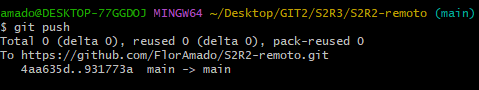 amado@DESKTOP-77GGDOJ MINGW64 ~/Desktop/GIT2/S2R3/S2R2-remoto (main)
$ git push
Total 0 (delta 0), reused 0 (delta 0), pack-reused 0
To https://github.com/FlorAmado/S2R2-remoto.git
   4aa635d..931773a  main -> main